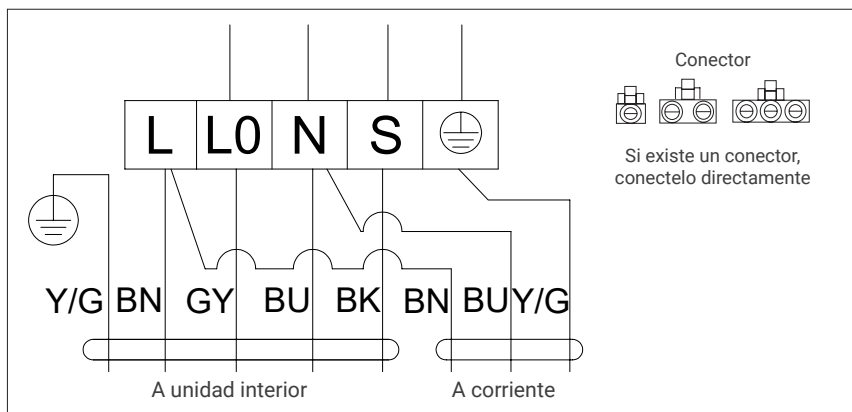 Conector
L L0 N S
Si existe un conector,
conectelo directamente
Y/G BN GY BU BK BN BU Y/G
A unidad interior A corriente